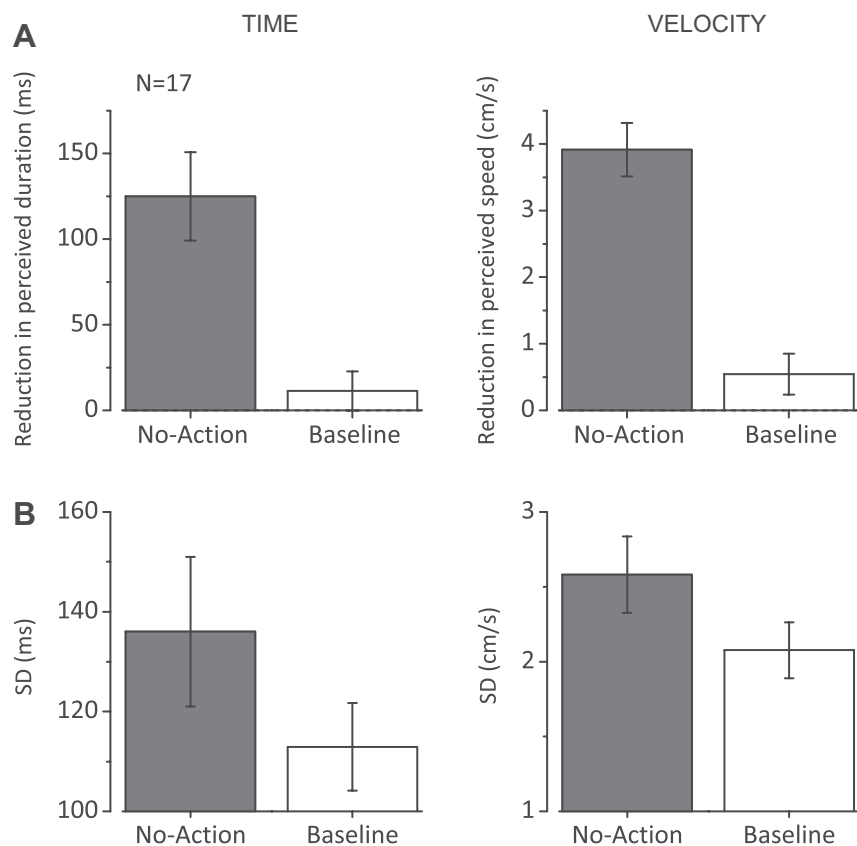 A
TIME
VELOCITY
N=17
Reduction in perceived duration (ms)
150
100
50
0
No-Action
Baseline
Reduction in perceived speed (cm/s)
4
3
2
1
0
No-Action
Baseline
B
SD (ms)
160
140
120
100
No-Action
Baseline
SD (cm/s)
3
2
1
No-Action
Baseline